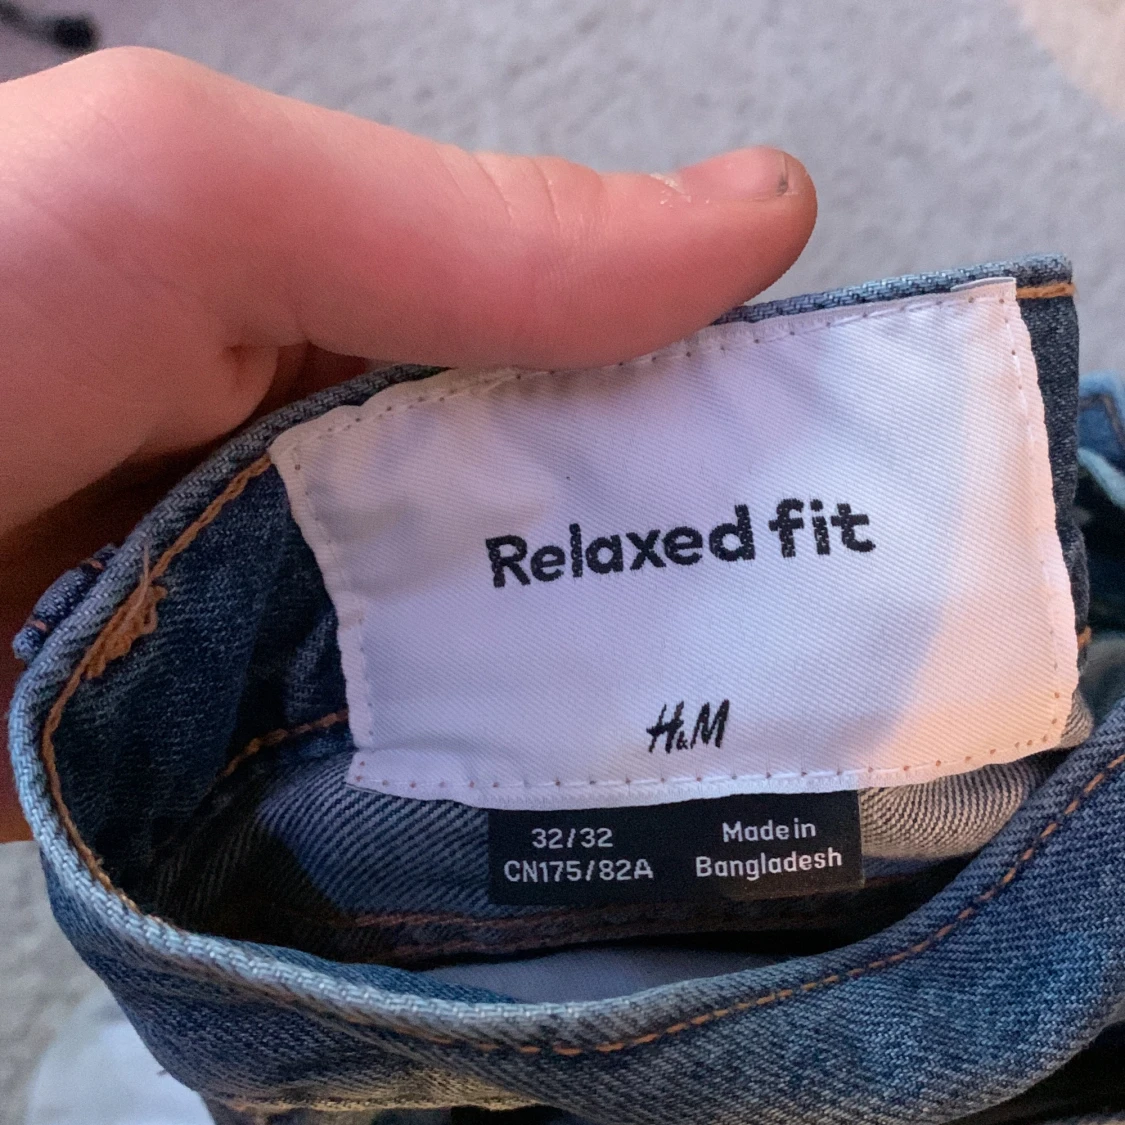 Relaxed fit
H&M
32/32
CN175/82A
Made in
Bangladesh